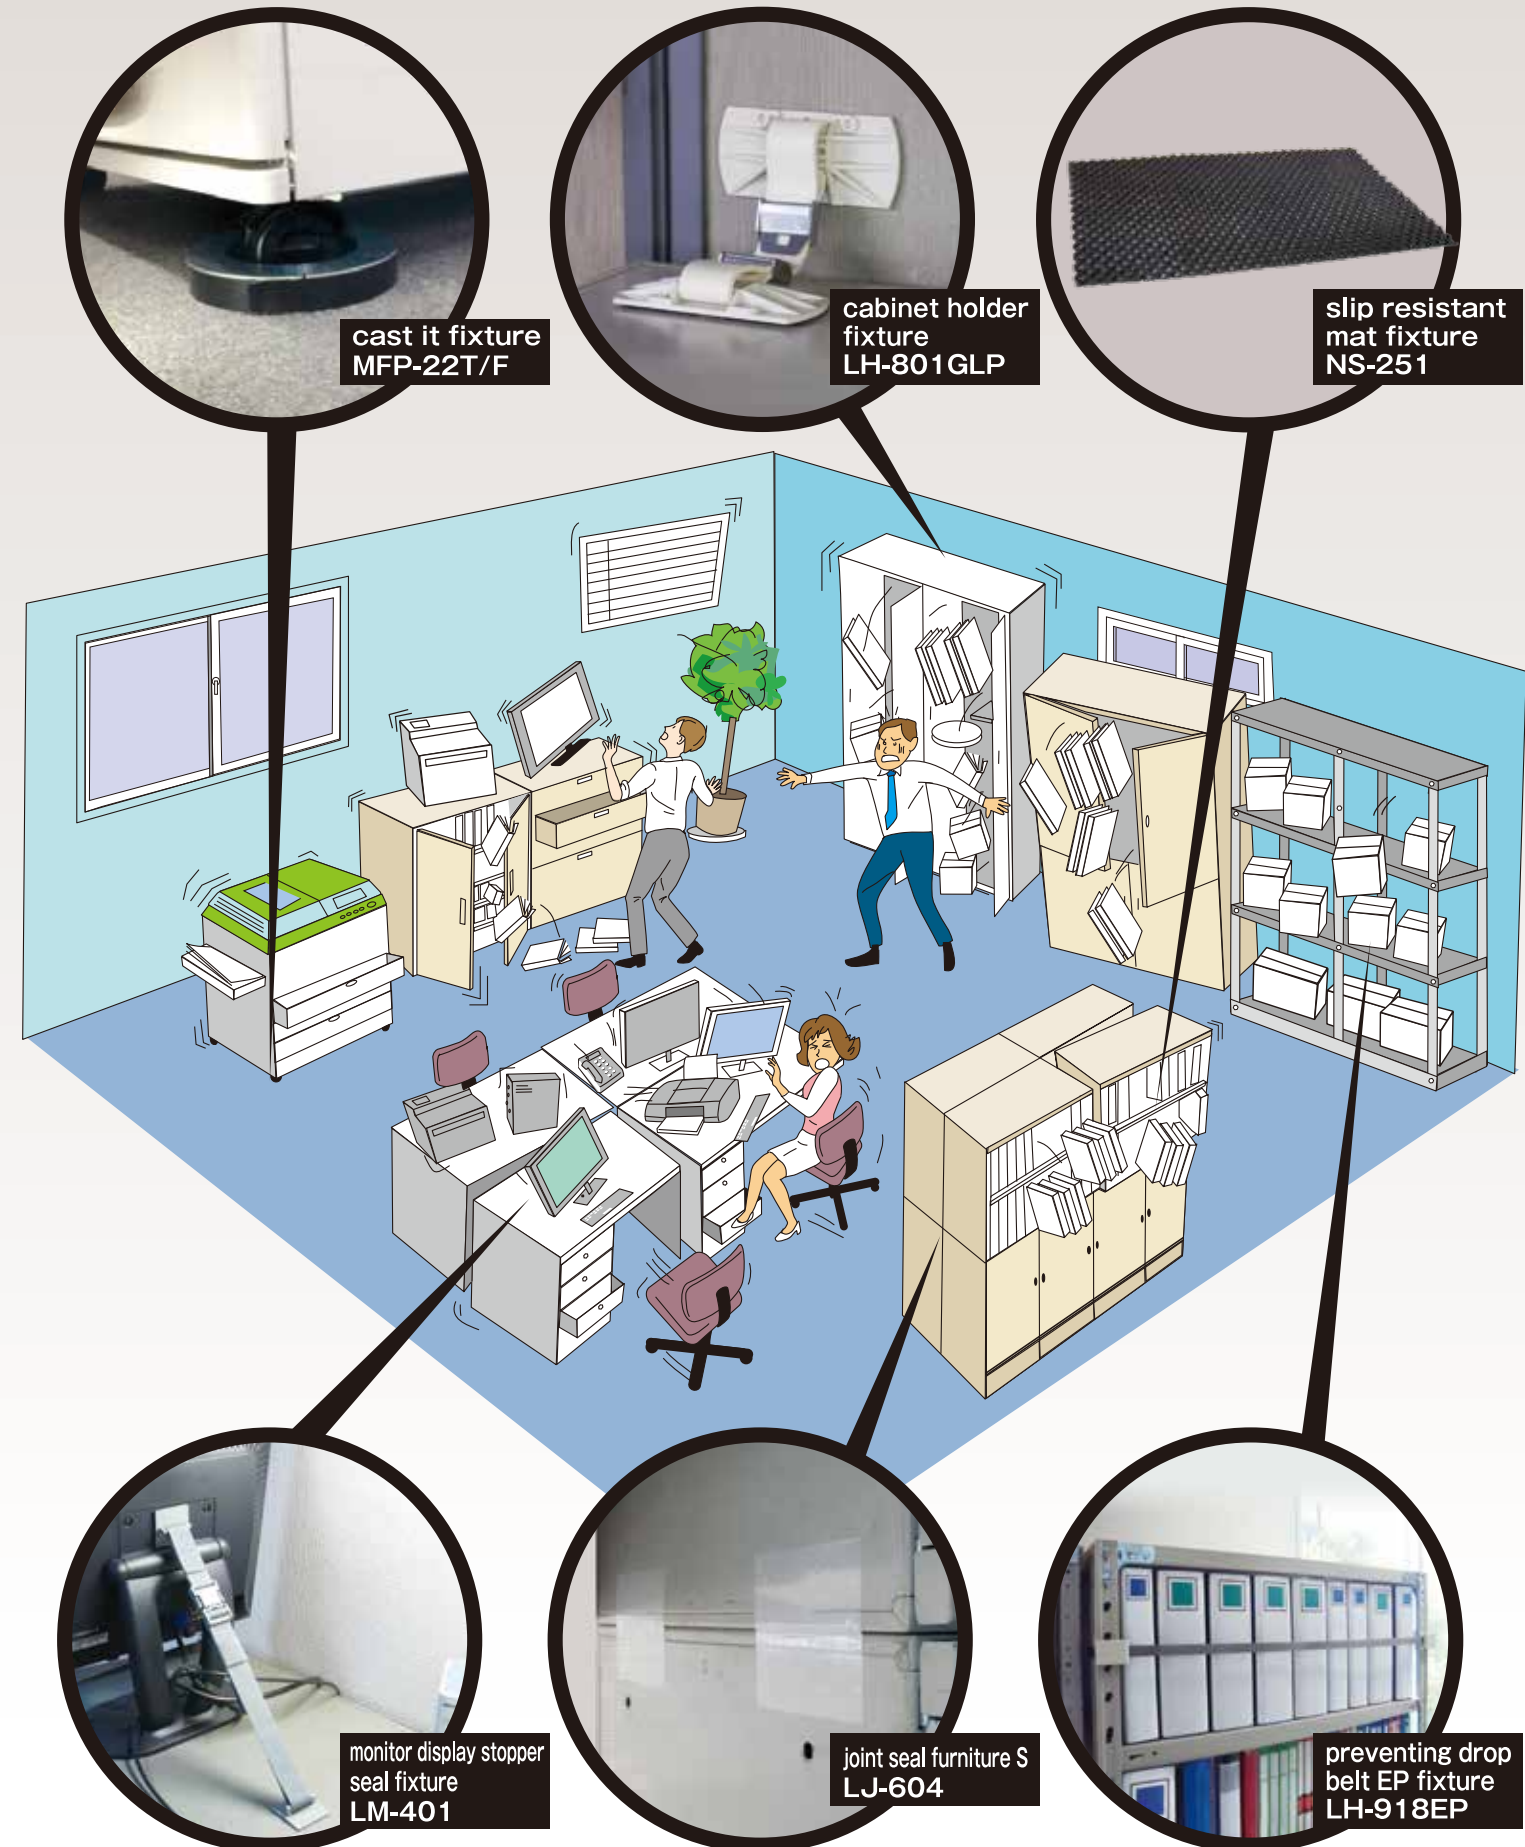 cast it fixture
MFP-22T/F
cabinet holder
fixture
LH-801GLP
slip resistant
mat fixture
NS-251
monitor display stopper
seal fixture
LM-401
joint seal furniture S
LJ-604
preventing drop
belt EP fixture
LH-918EP